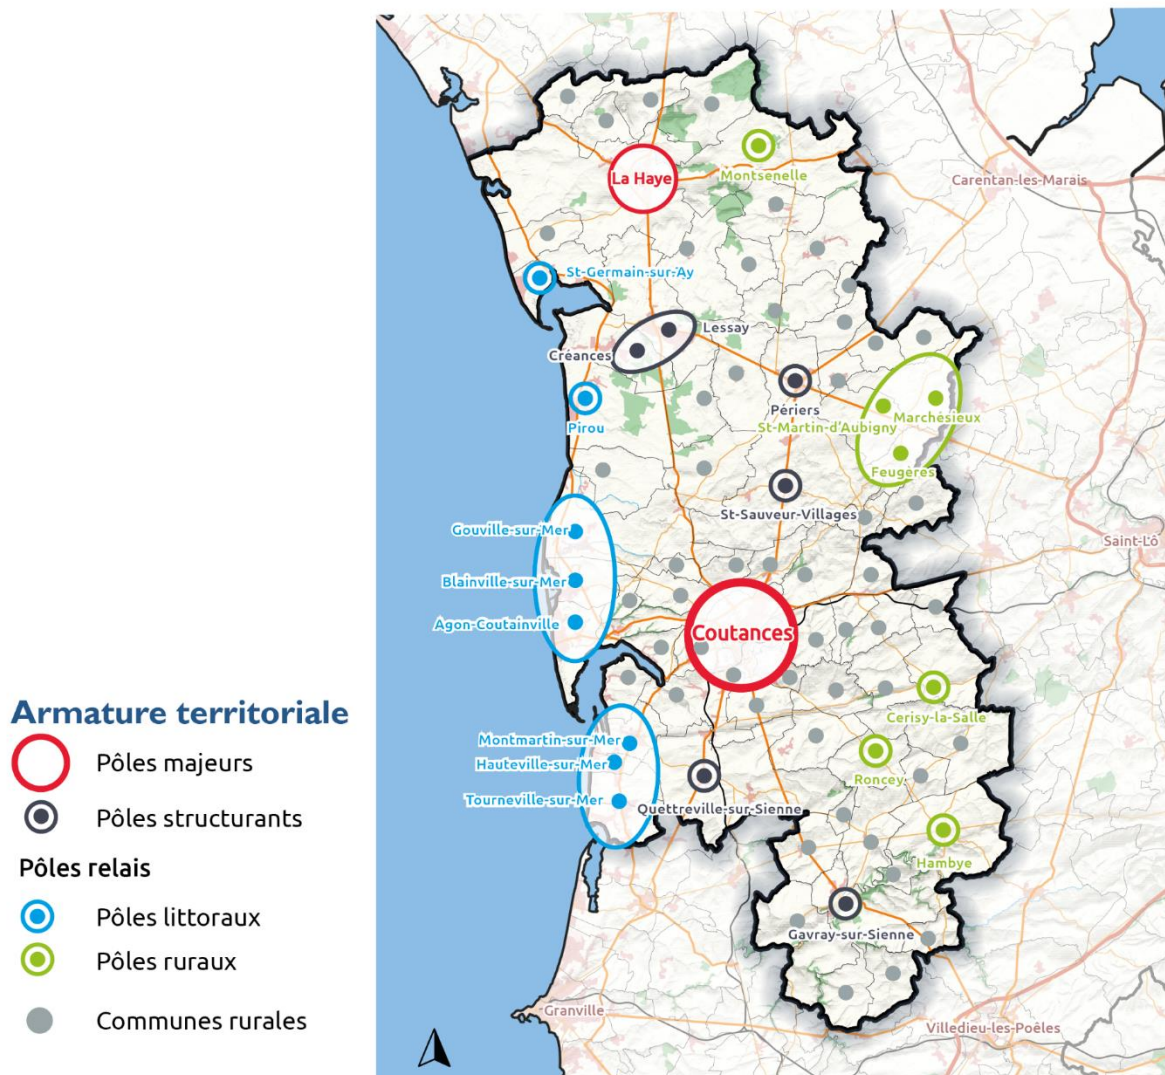 La Haye
Montsenelle
Carentan-les-Marais
St-Germain-sur-Ay
Lessay
Créances
Périers
Pirou
St-Martin-d'Aubigny
Marchésieux
Feugères
St-Sauveur-Villages
Gouville-sur-Mer
Saint-Lô
Blainville-sur-Mer
Agon-Coutainville
Coutances
Cerisy-la-Salle
Montmartin-sur-Mer
Hauteville-sur-Mer
Roncey
Tourneville-sur-Mer
Quettreville-sur-Sienne
Hambye
Gavray-sur-Sienne
Granville
Villedieu-les-Poêles
Armature territoriale
Pôles majeurs
Pôles structurants
Pôles relais
Pôles littoraux
Pôles ruraux
Communes rurales